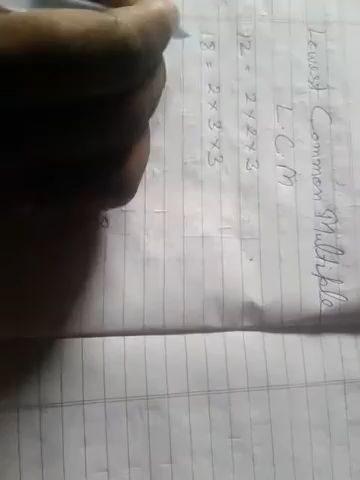 Lowest Common Multiple
L.C.M
12 = 2 x 2 x 3
18 = 2 x 3 x 3